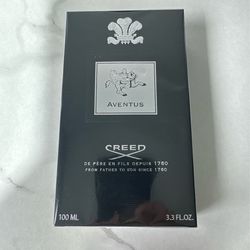 AVENTUS
CREED
DE PÈRE EN FILS DEPUIS 1760
FROM FATHER TO SON SINCE 1760
100 ML 3.3 FL.OZ.